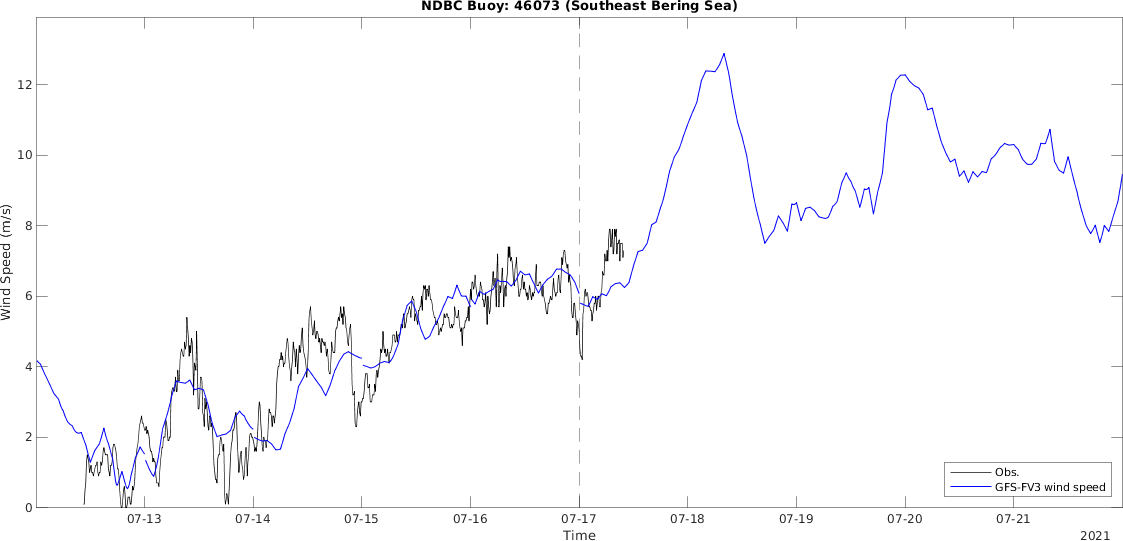 NDBC Buoy: 46073 (Southeast Bering Sea)
Wind Speed (m/s)
12
10
8
6
4
2
0
07-13 07-14 07-15 07-16 07-17 07-18 07-19 07-20 07-21
Time
2021
Obs.
GFS-FV3 wind speed